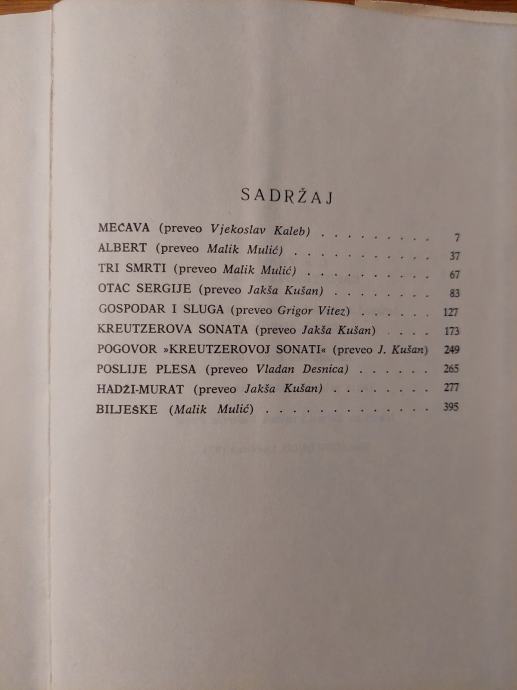 SADRŽAJ
MEĆAVA (preveo Vjekoslav Kaleb) . . . . . . . . . . 7
ALBERT (preveo Malik Mulić) . . . . . . . . . . . 37
TRI SMRTI (preveo Malik Mulić) . . . . . . . . . . 67
OTAC SERGIJE (preveo Jakša Kušan) . . . . . . . . 83
GOSPODAR I SLUGA (preveo Grigor Vitez) . . . . . . 127
KREUTZEROVA SONATA (preveo Jakša Kušan) . . . . 173
POGOVOR »KREUTZEROVOJ SONATI« (preveo J. Kušan) 249
POSLIJE PLESA (preveo Vladan Desnica) . . . . . . 265
HADŽI-MURAT (preveo Jakša Kušan) . . . . . . . . 277
BILJEŠKE (Malik Mulić) . . . . . . . . . . . . . 395